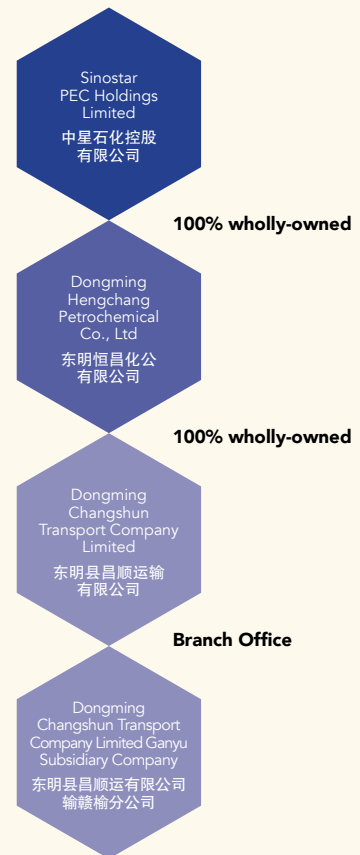 Sinostar
PEC Holdings
Limited
中星石化控股
有限公司
100% wholly-owned
Dongming
Hengchang
Petrochemical
Co., Ltd
东明恒昌化公
有限公司
100% wholly-owned
Dongming
Changshun
Transport Company
Limited
东明县昌顺运输
有限公司
Branch Office
Dongming
Changshun Transport
Company Limited Ganyu
Subsidiary Company
东明县昌顺运有限公司
输赣榆分公司